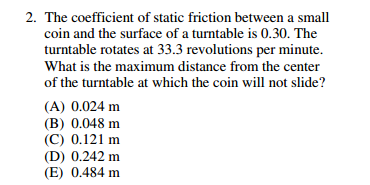 2. The coefficient of static friction between a small
coin and the surface of a turntable is 0.30. The
turntable rotates at 33.3 revolutions per minute.
What is the maximum distance from the center
of the turntable at which the coin will not slide?
(A) 0.024 m
(B) 0.048 m
(C) 0.121 m
(D) 0.242 m
(E) 0.484 m